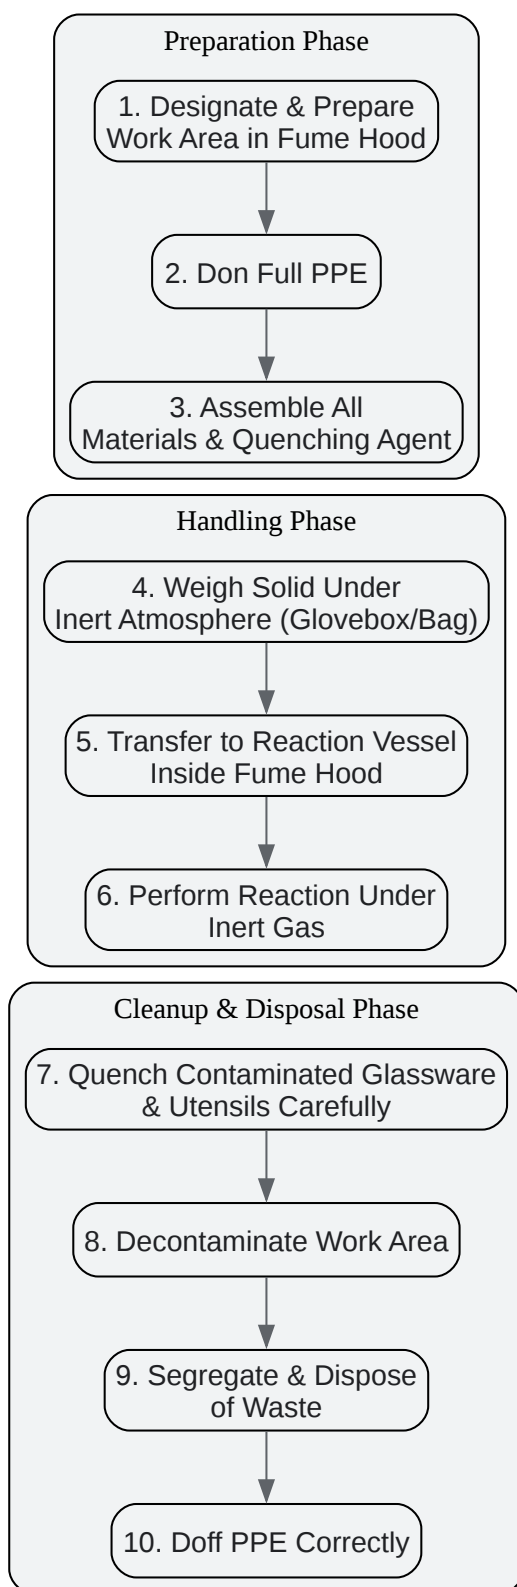 Preparation Phase
1. Designate & Prepare
Work Area in Fume Hood
2. Don Full PPE
3. Assemble All
Materials & Quenching Agent
Handling Phase
4. Weigh Solid Under
Inert Atmosphere (Glovebox/Bag)
5. Transfer to Reaction Vessel
Inside Fume Hood
6. Perform Reaction Under
Inert Gas
Cleanup & Disposal Phase
7. Quench Contaminated Glassware
& Utensils Carefully
8. Decontaminate Work Area
9. Segregate & Dispose
of Waste
10. Doff PPE Correctly